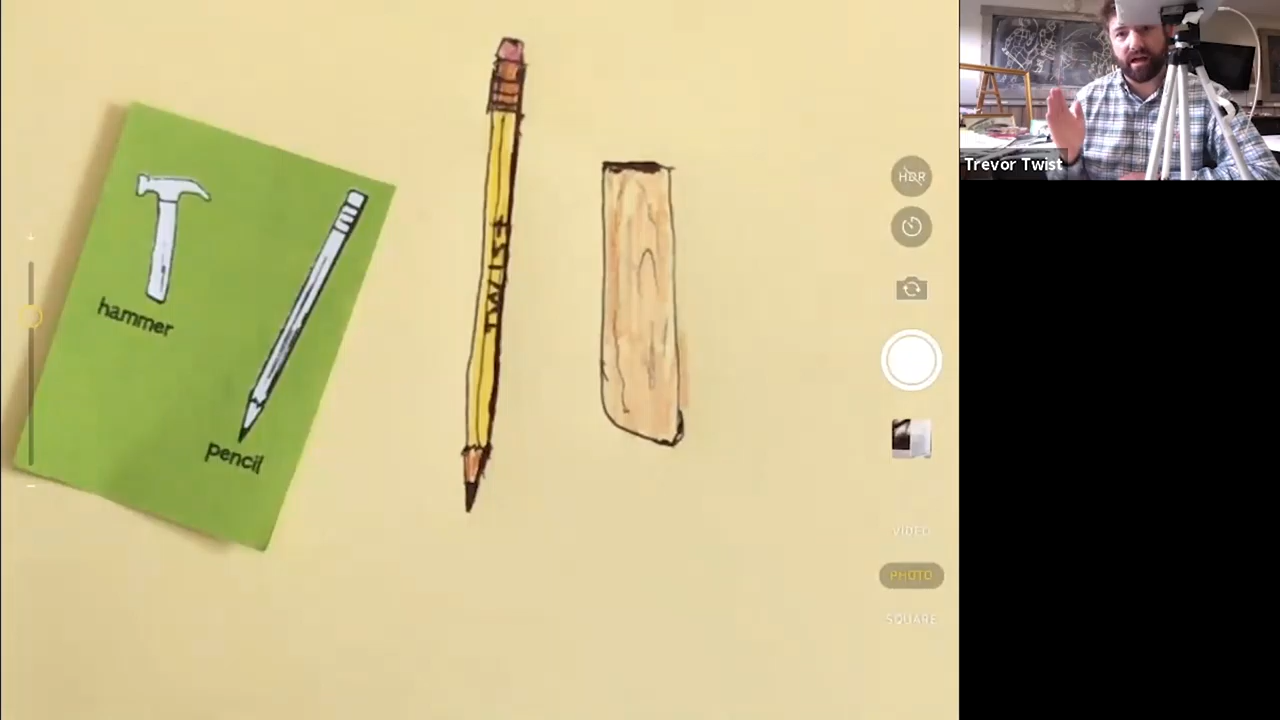 hammer
pencil
TWIST
HDR
VIDEO
PHOTO
SQUARE
Trevor Twist